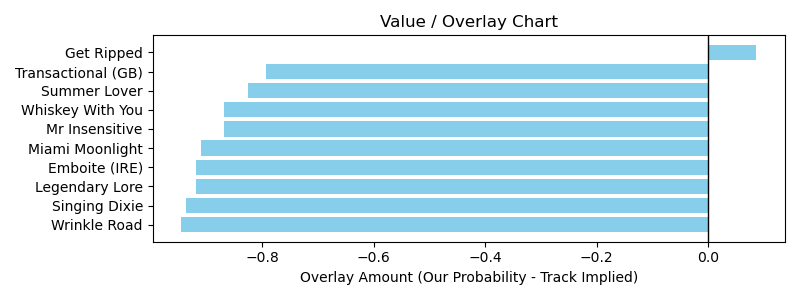 Value / Overlay Chart
Get Ripped
Transactional (GB)
Summer Lover
Whiskey With You
Mr Insensitive
Miami Moonlight
Emboite (IRE)
Legendary Lore
Singing Dixie
Wrinkle Road
−0.8 −0.6 −0.4 −0.2 0.0
Overlay Amount (Our Probability - Track Implied)